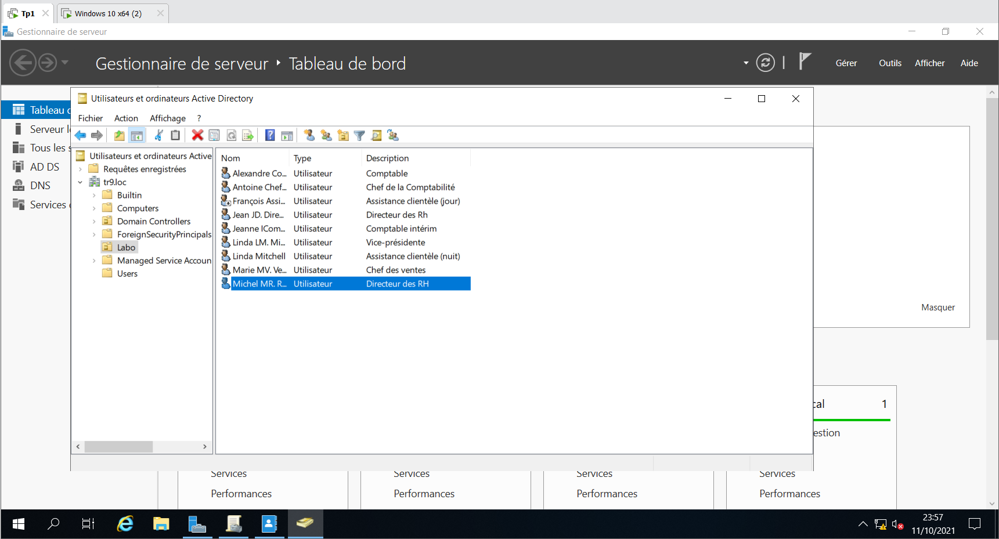 Tp1
Windows 10 x64 (2)
Gestionnaire de serveur
Gestionnaire de serveur ‣ Tableau de bord
Gérer Outils Afficher Aide
Tableau
Serveur
Tous les
AD DS
DNS
Services
Utilisateurs et ordinateurs Active Directory
Fichier Action Affichage ?
Utilisateurs et ordinateurs Active
Requêtes enregistrées
tr9.loc
Builtin
Computers
Domain Controllers
ForeignSecurityPrincipals
Labo
Managed Service Accoun
Users
Nom Type Description
Alexandre Co... Utilisateur Comptable
Antoine Chef... Utilisateur Chef de la Comptabilité
François Assi... Utilisateur Assistance clientèle (jour)
Jean JD. Dire... Utilisateur Directeur des Rh
Jeanne ICom... Utilisateur Comptable intérim
Linda LM. Mi... Utilisateur Vice-présidente
Linda Mitchell Utilisateur Assistance clientèle (nuit)
Marie MV. Ve... Utilisateur Chef des ventes
Michel MR. R... Utilisateur Directeur des RH
Masquer
cal 1
estion
Services Services Services Services
Performances Performances Performances Performances
23:57
11/10/2021